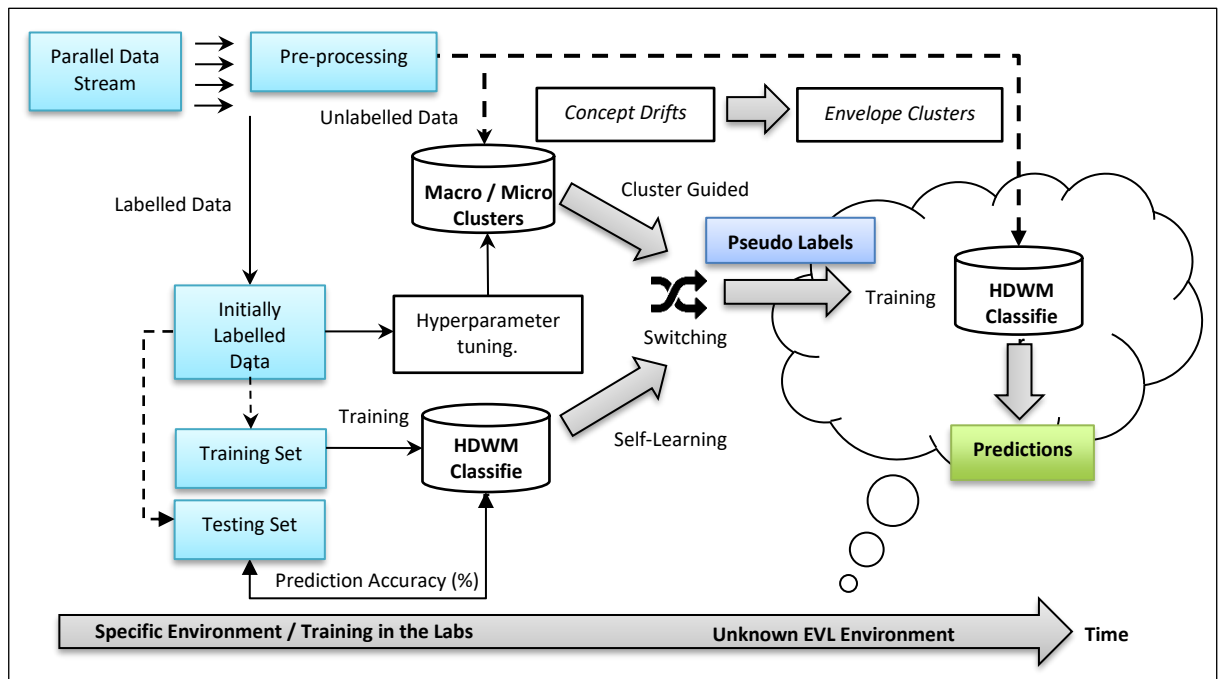 Parallel Data
Stream
Pre-processing
Unlabelled Data
Concept Drifts
Envelope Clusters
Labelled Data
Macro / Micro
Clusters
Cluster Guided
Pseudo Labels
Initially
Labelled
Data
Hyperparameter
tuning.
Switching
Training
HDWM
Classifie
Training
Training Set
HDWM
Classifie
Self-Learning
Predictions
Testing Set
Prediction Accuracy (%)
Specific Environment / Training in the Labs
Unknown EVL Environment
Time